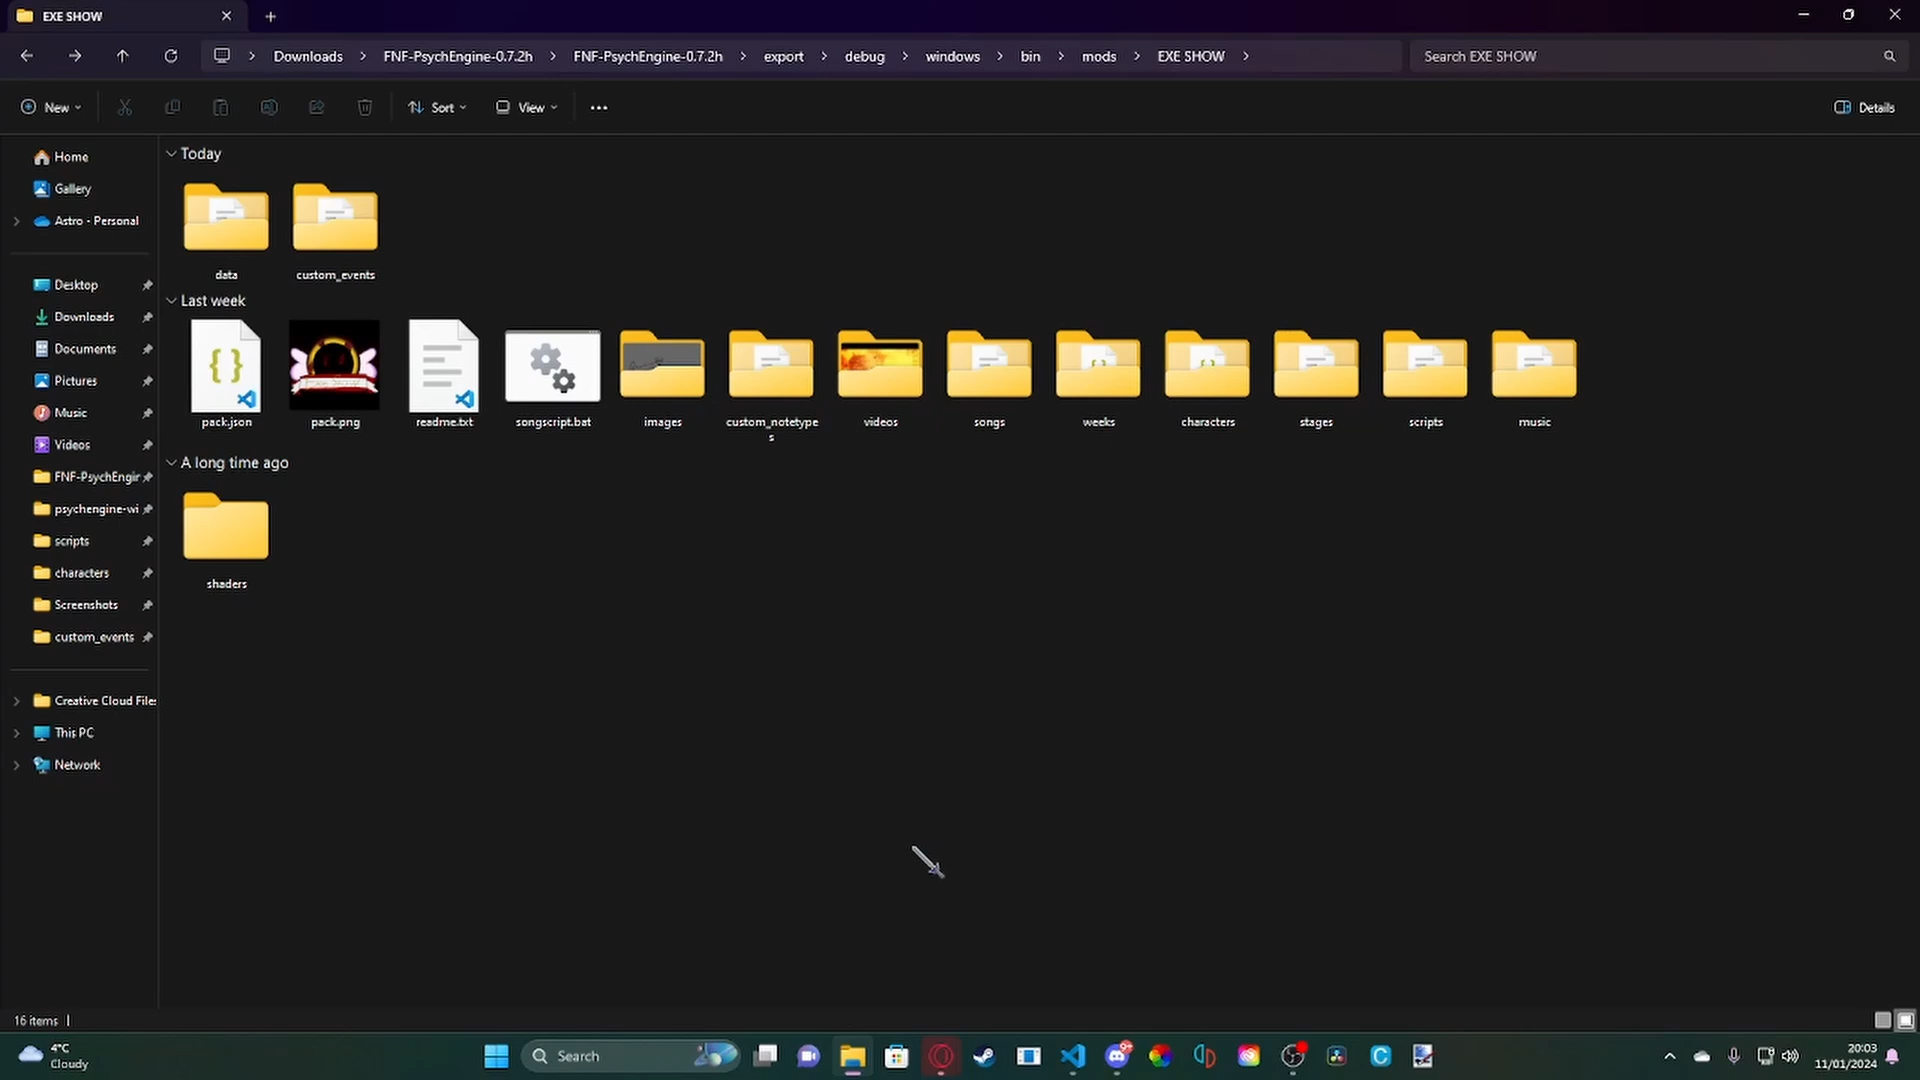 EXE SHOW
Downloads > FNF-PsychEngine-0.7.2h > FNF-PsychEngine-0.7.2h > export > debug > windows > bin > mods > EXE SHOW >
Search EXE SHOW
New
Sort
View
Details
Home
Gallery
Astro - Personal
Desktop
Downloads
Documents
Pictures
Music
Videos
FNF-PsychEngir
psychengine-wi
scripts
characters
Screenshots
custom_events
Creative Cloud Files
This PC
Network
Today
data
custom_events
Last week
pack.json
pack.png
readme.txt
songscript.bat
images
custom_notetype
s
videos
songs
weeks
characters
stages
scripts
music
A long time ago
shaders
16 items
4°C
Cloudy
Search
9+
20:03
11/01/2024